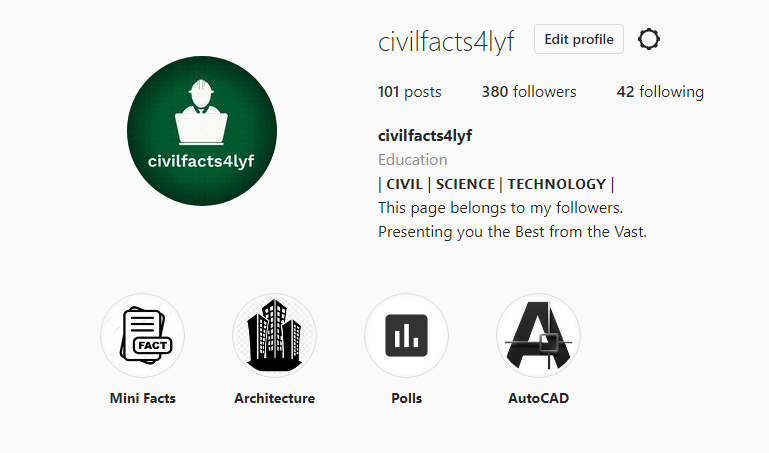 civilfacts4lyf Edit profile
101 posts 380 followers 42 following
civilfacts4lyf
civilfacts4lyf
Education
| CIVIL | SCIENCE | TECHNOLOGY |
This page belongs to my followers.
Presenting you the Best from the Vast.
FACT
Mini Facts Architecture Polls AutoCAD